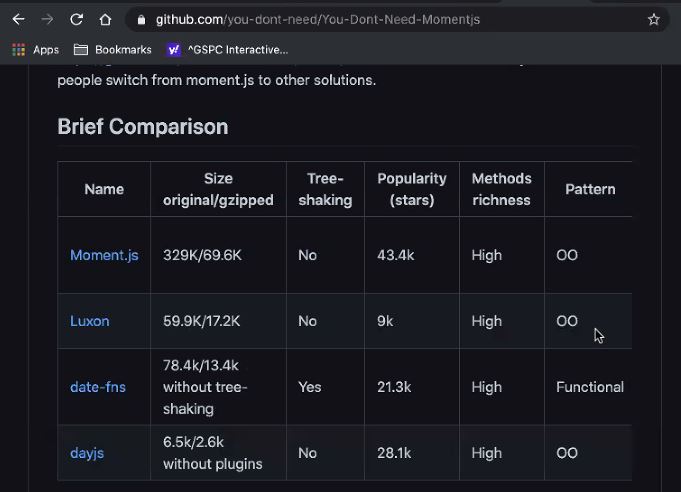 github.com/you-dont-need/You-Dont-Need-Momentjs
Apps Bookmarks ^GSPC Interactive...
people switch from moment.js to other solutions.
Brief Comparison
Name Size original/gzipped Tree-shaking Popularity (stars) Methods richness Pattern
Moment.js 329K/69.6K No 43.4k High OO
Luxon 59.9K/17.2K No 9k High OO
date-fns 78.4k/13.4k without tree-shaking Yes 21.3k High Functional
dayjs 6.5k/2.6k without plugins No 28.1k High OO